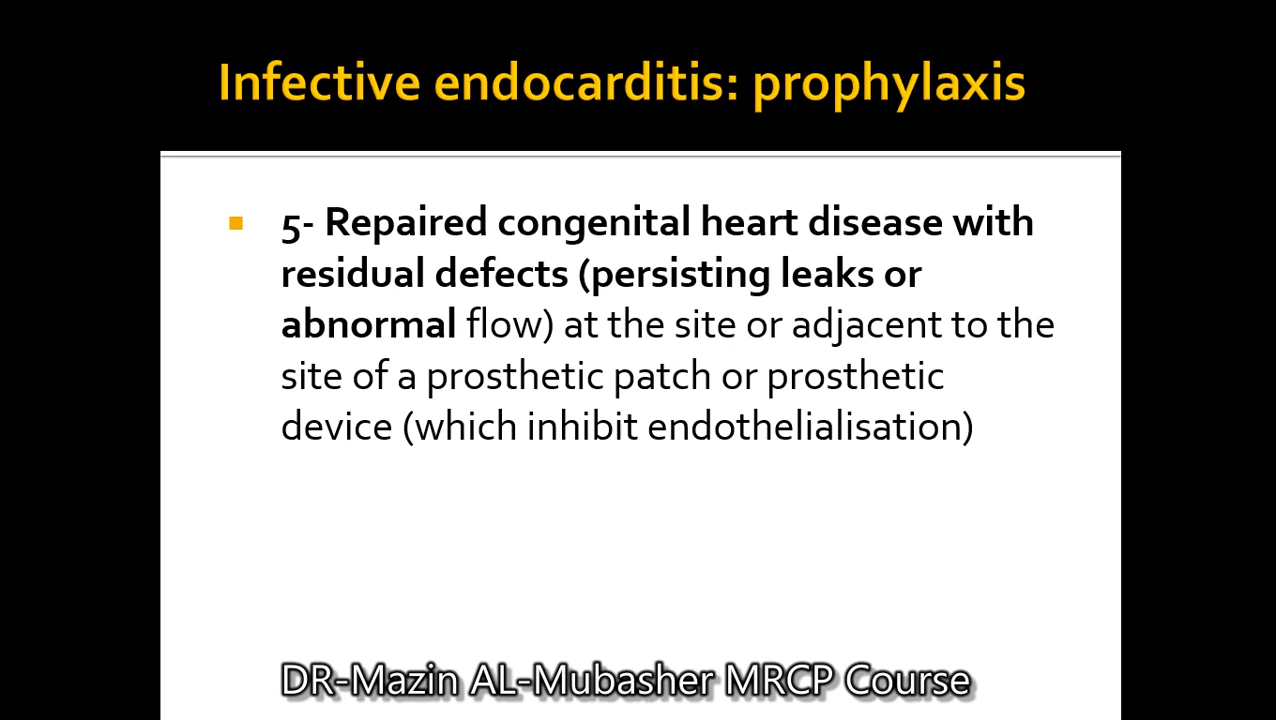 Infective endocarditis: prophylaxis
5- Repaired congenital heart disease with
residual defects (persisting leaks or
abnormal flow) at the site or adjacent to the
site of a prosthetic patch or prosthetic
device (which inhibit endothelialisation)
DR-Mazin AL-Mubasher MRCP Course